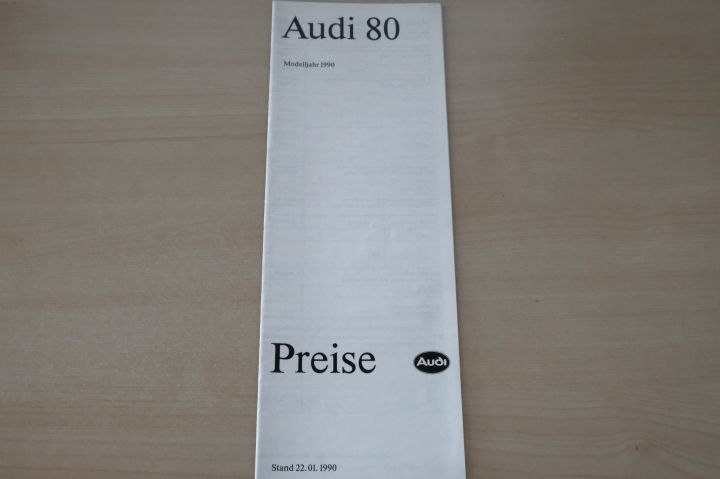 Audi 80
Modelljahr 1990
Preise
Audi
Stand 22.01.1990